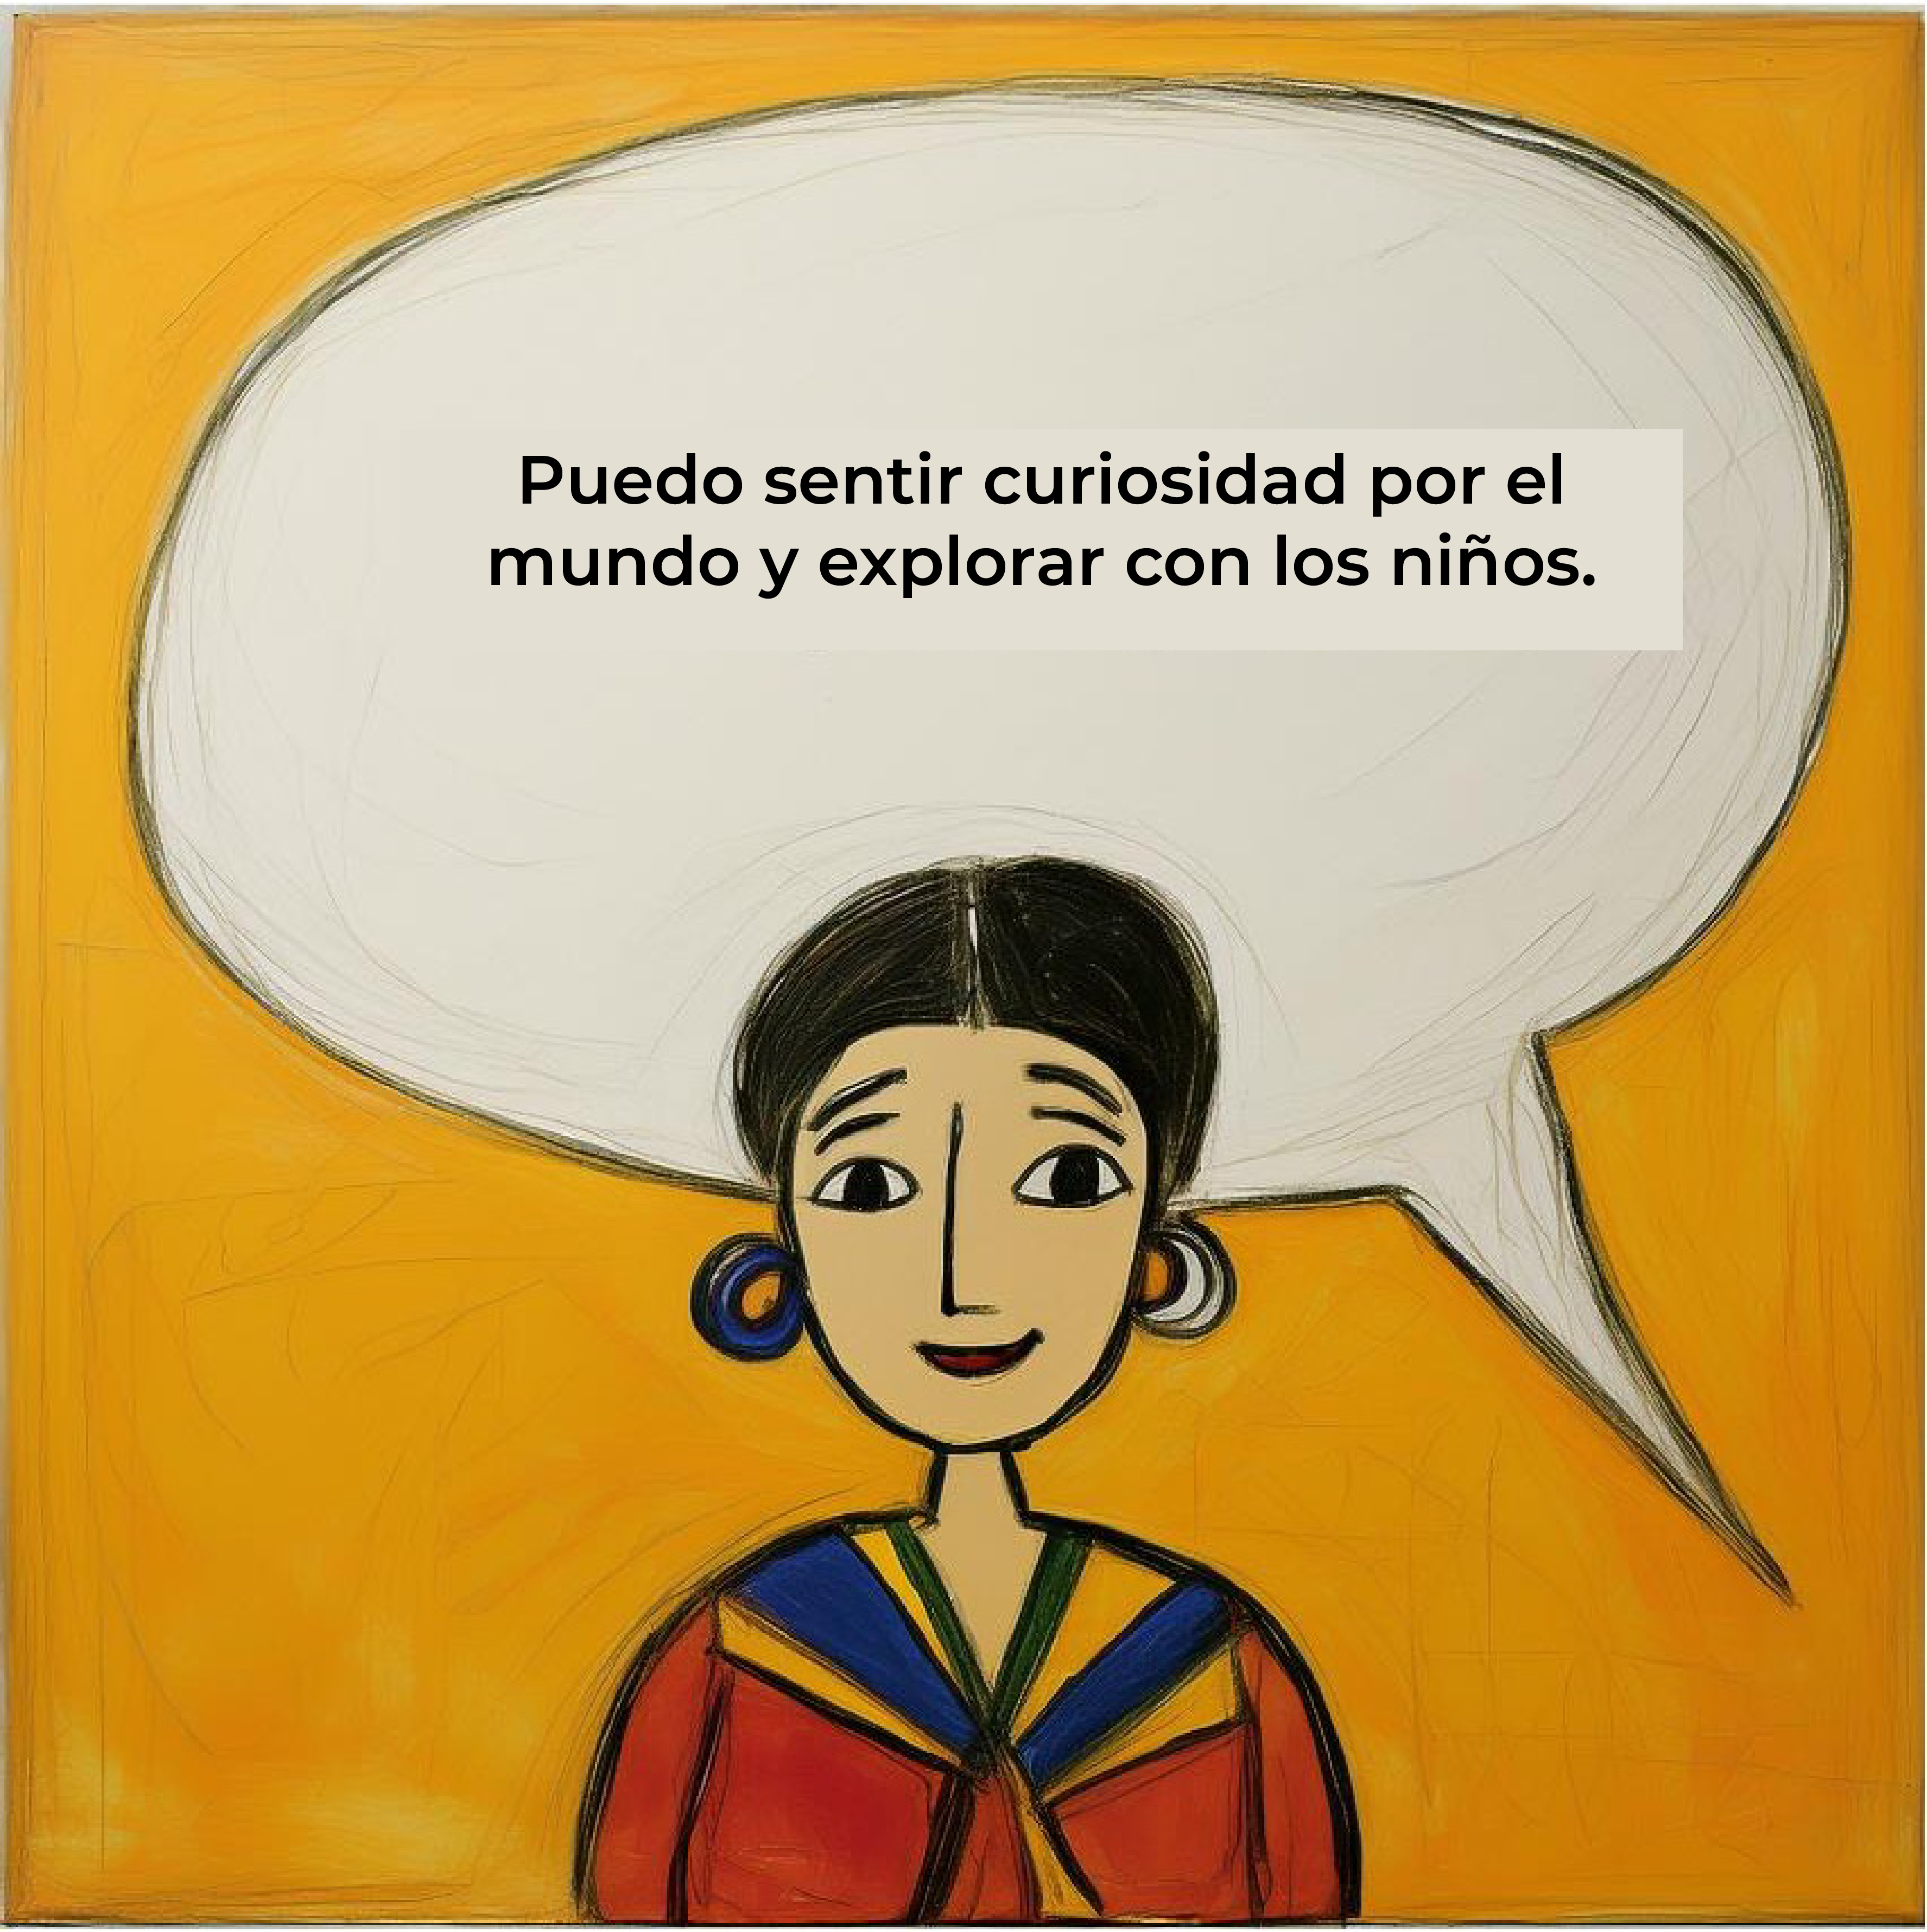 Puedo sentir curiosidad por el
mundo y explorar con los niños.